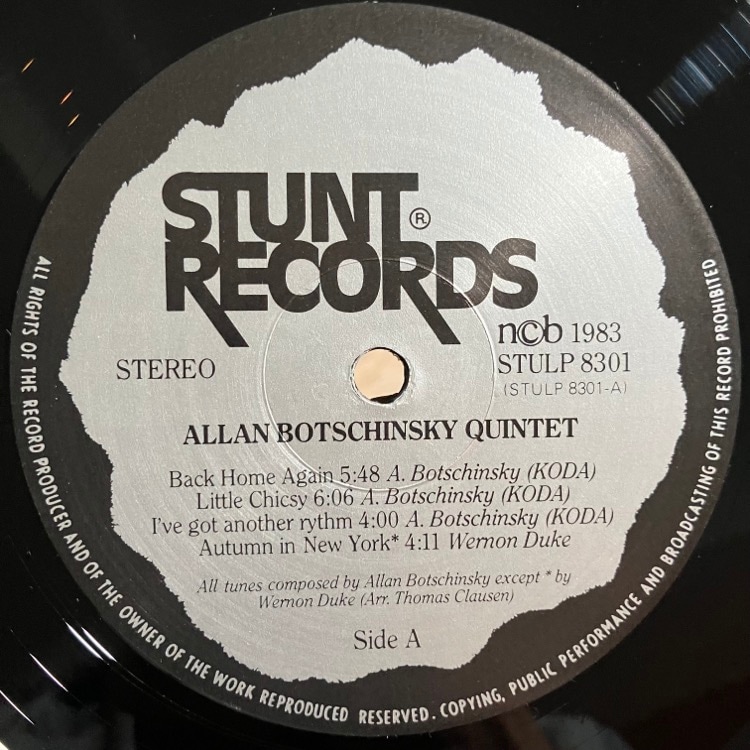 STUNT ®
RECORDS
n©b 1983
STEREO
STULP 8301
(STULP 8301-A)
ALLAN BOTSCHINSKY QUINTET
Back Home Again 5:48 A. Botschinsky (KODA)
Little Chicsy 6:06 A. Botschinsky (KODA)
I've got another rythm 4:00 A. Botschinsky (KODA)
Autumn in New York* 4:11 Wernon Duke
All tunes composed by Allan Botschinsky except * by
Wernon Duke (Arr. Thomas Clausen)
Side A
ALL RIGHTS OF THE RECORD PRODUCER AND OF THE OWNER OF THE WORK REPRODUCED RESERVED. COPYING, PUBLIC PERFORMANCE AND BROADCASTING OF THIS RECORD PROHIBITED